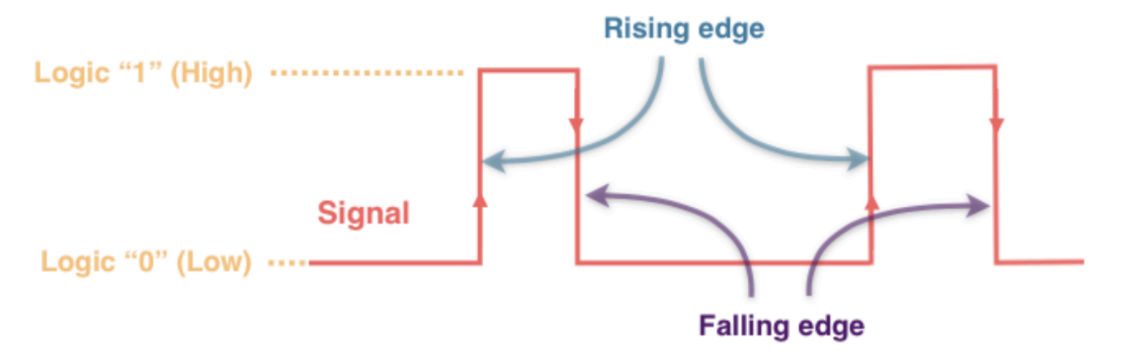 Rising edge
Logic “1” (High)
Signal
Logic “0” (Low)
Falling edge